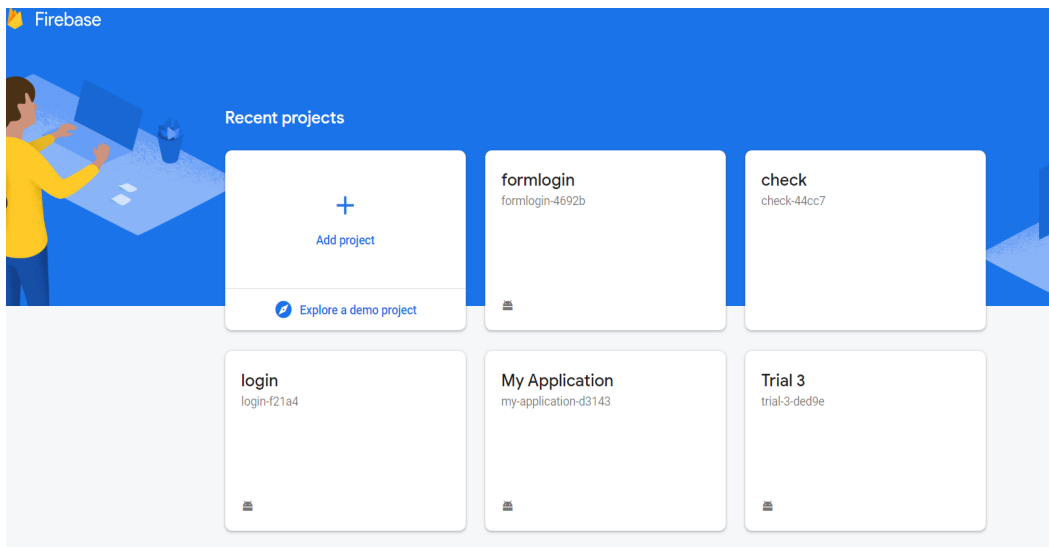 Firebase
Recent projects
Add project
Explore a demo project
formlogin
formlogin-4692b
check
check-44cc7
login
login-f21a4
My Application
my-application-d3143
Trial 3
trial-3-ded9e